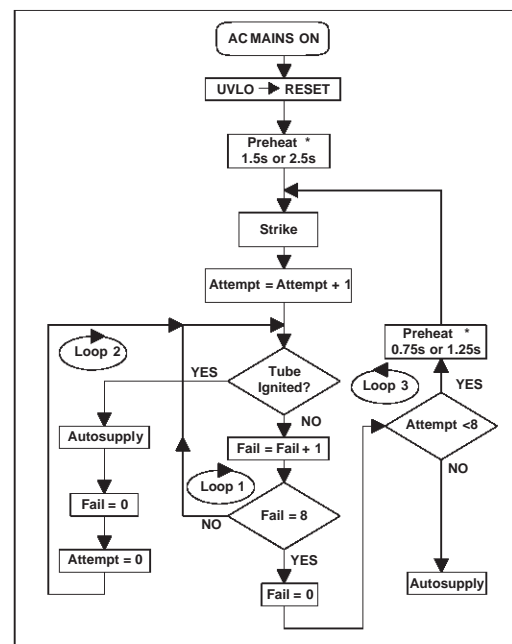 AC MAINS ON
UVLO → RESET
Preheat *
1.5s or 2.5s
Strike
Attempt = Attempt + 1
Loop 2
Preheat *
0.75s or 1.25s
YES
Tube
Ignited?
Loop 3
YES
NO
Attempt <8
Autosupply
Fail = Fail + 1
NO
Loop 1
Fail = 0
NO
Fail = 8
Attempt = 0
YES
Fail = 0
Autosupply